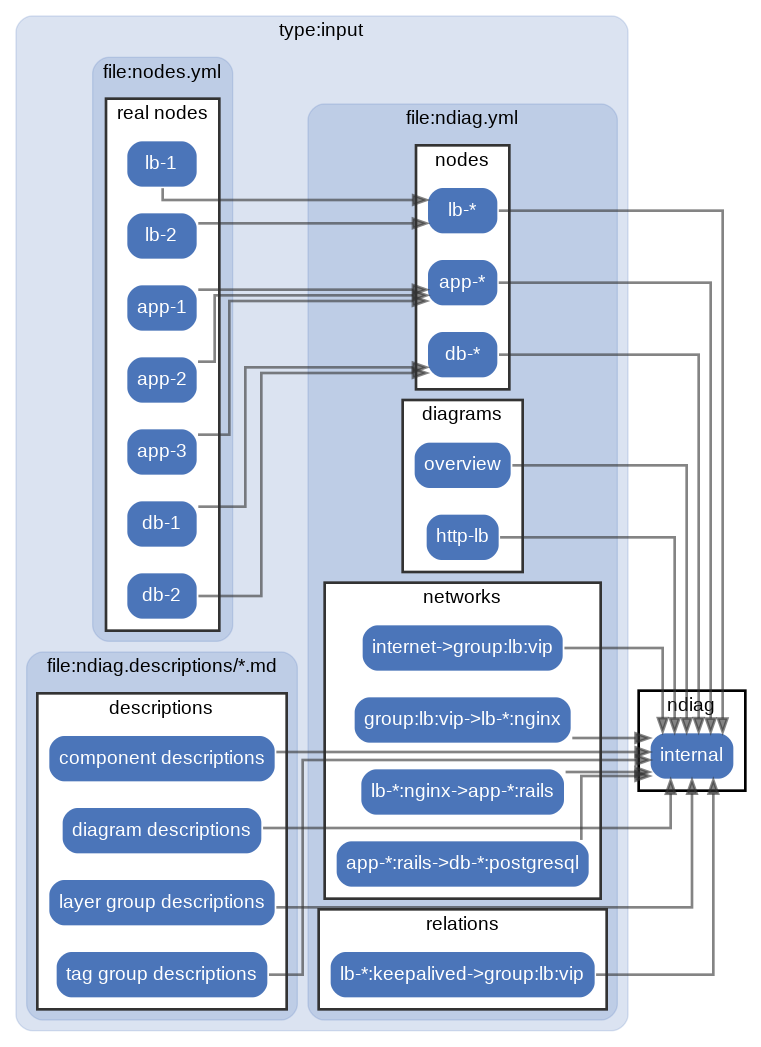 type:input
file:nodes.yml
real nodes
lb-1
lb-2
app-1
app-2
app-3
db-1
db-2
file:ndiag.descriptions/*.md
descriptions
component descriptions
diagram descriptions
layer group descriptions
tag group descriptions
file:ndiag.yml
nodes
lb-*
app-*
db-*
diagrams
overview
http-lb
networks
internet->group:lb:vip
group:lb:vip->lb-*:nginx
lb-*:nginx->app-*:rails
app-*:rails->db-*:postgresql
relations
lb-*:keepalived->group:lb:vip
ndiag
internal